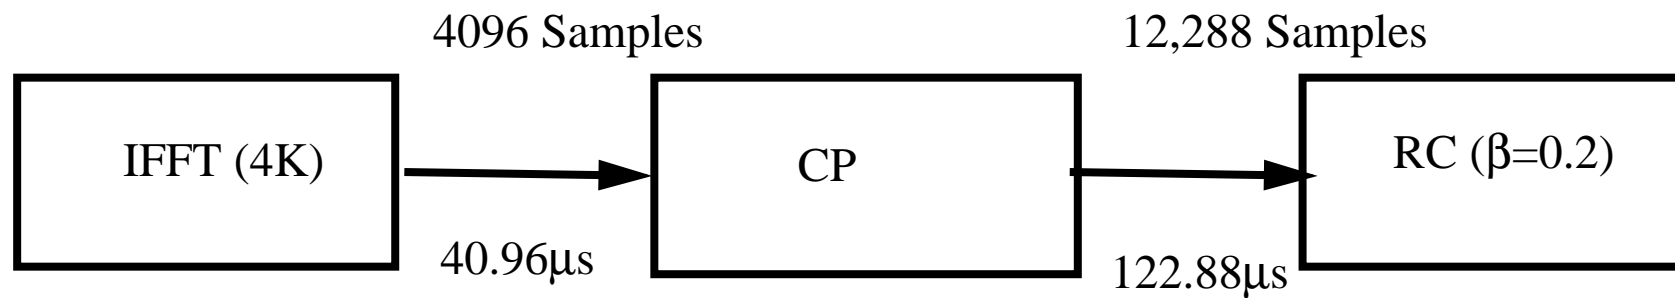 4096 Samples
12,288 Samples
IFFT (4K)
CP
RC (β=0.2)
40.96μs
122.88μs